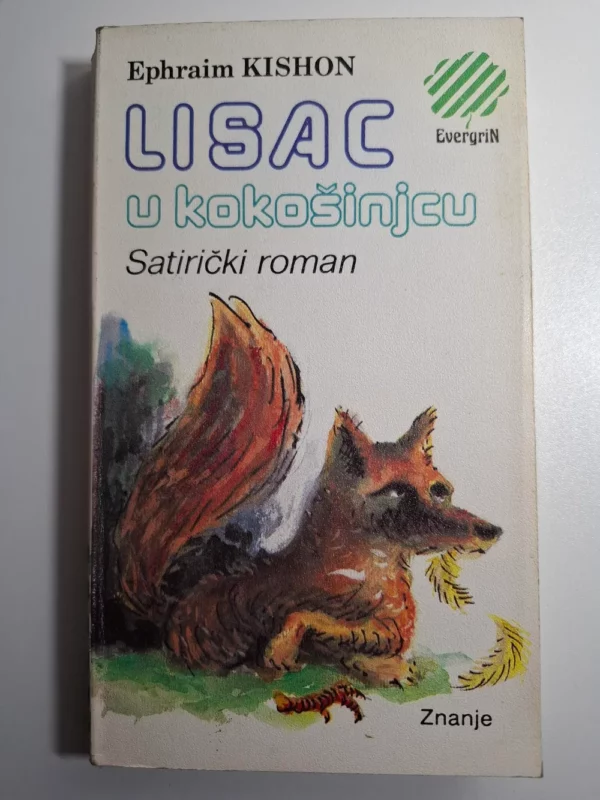 Ephraim KISHON
EvergriN
LISAC
u kokošinjcu
Satirički roman
Znanje